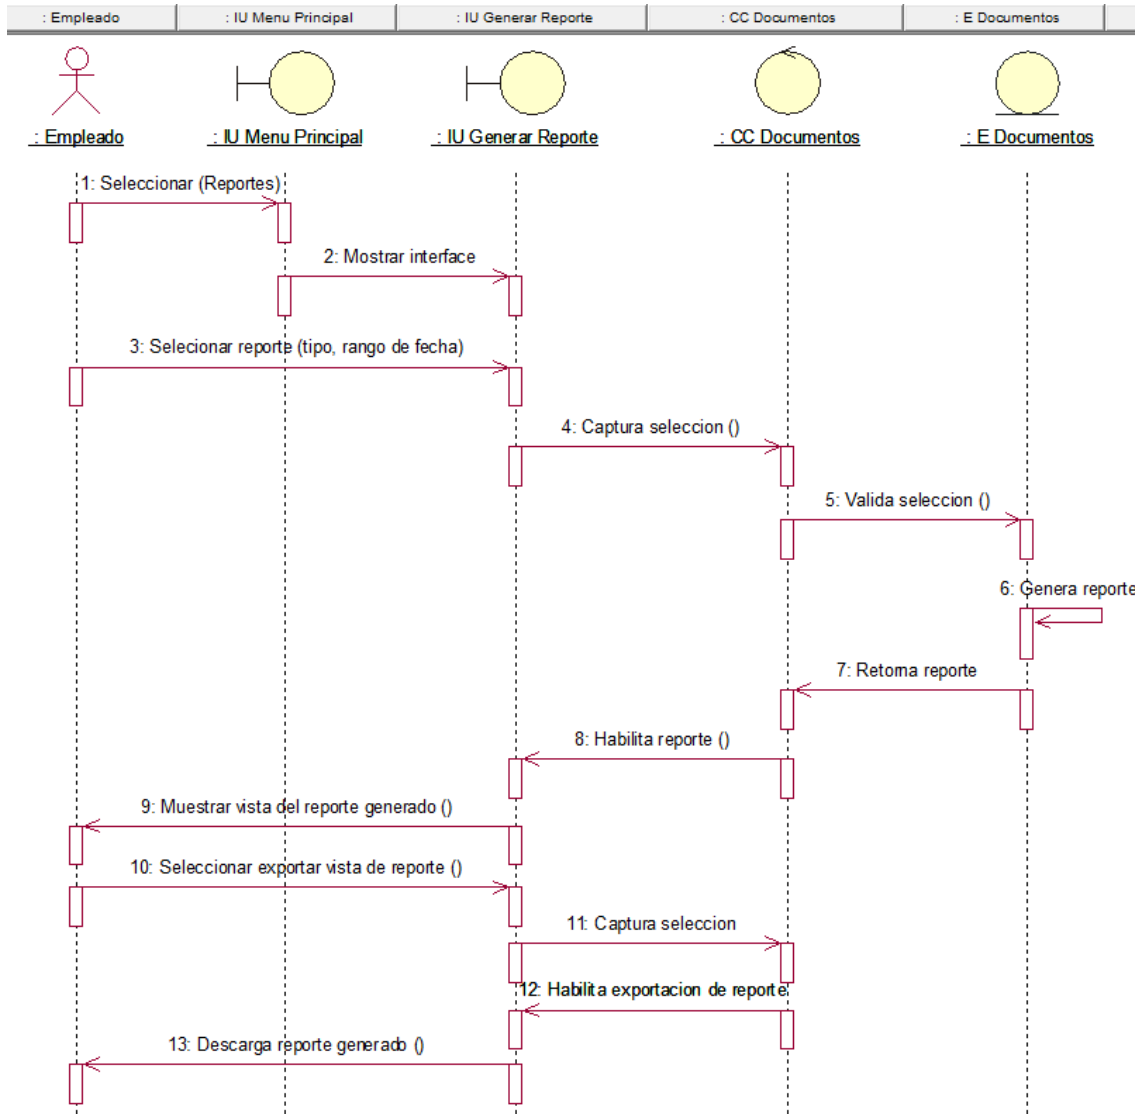 : Empleado
: IU Menu Principal
: IU Generar Reporte
: CC Documentos
: E Documentos
: Empleado
: IU Menu Principal
: IU Generar Reporte
: CC Documentos
: E Documentos
1: Seleccionar (Reportes)
2: Mostrar interface
3: Selecionar reporte (tipo, rango de fecha)
4: Captura seleccion ()
5: Valida seleccion ()
6: Genera reporte
7: Retorna reporte
8: Habilita reporte ()
9: Muestrar vista del reporte generado ()
10: Seleccionar exportar vista de reporte ()
11: Captura seleccion
12: Habilita exportacion de reporte
13: Descarga reporte generado ()